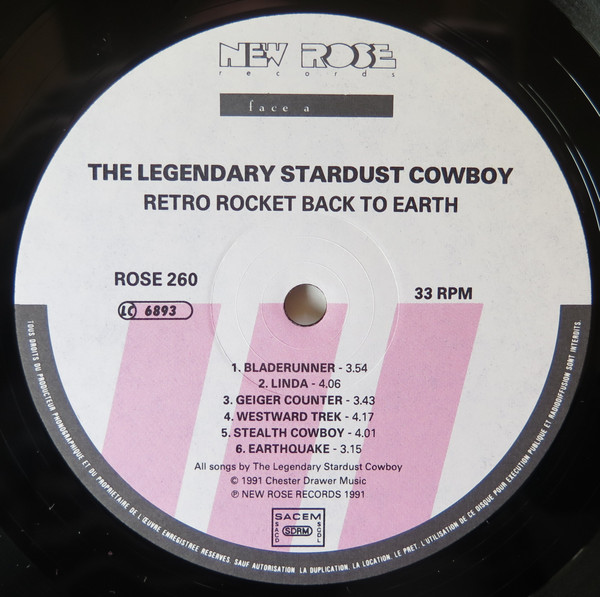 NEW ROSE
records
face a
THE LEGENDARY STARDUST COWBOY
RETRO ROCKET BACK TO EARTH
ROSE 260
LC 6893
33 RPM
1. BLADERUNNER - 3.54
2. LINDA - 4.06
3. GEIGER COUNTER - 3.43
4. WESTWARD TREK - 4.17
5. STEALTH COWBOY - 4.01
6. EARTHQUAKE - 3.15
All songs by The Legendary Stardust Cowboy
© 1991 Chester Drawer Music
℗ NEW ROSE RECORDS 1991
SACEM
SACD
SDRM
SCDL
TOUS DROITS DU PRODUCTEUR PHONOGRAPHIQUE ET DU PROPRIETAIRE DE L'ŒUVRE ENREGISTREE RESERVES. SAUF AUTORISATION LA DUPLICATION, LA LOCATION, LE PRET, L'UTILISATION DE CE DISQUE POUR EXECUTION PUBLIQUE ET RADIODIFFUSION SONT INTERDITS.